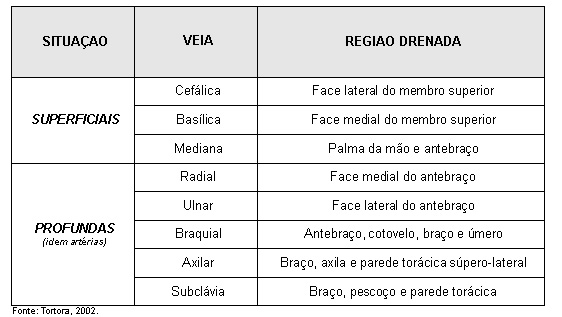 SITUAÇAO VEIA REGIAO DRENADA
SUPERFICIAIS
Cefálica Face lateral do membro superior
Basílica Face medial do membro superior
Mediana Palma da mão e antebraço
PROFUNDAS
(idem artérias)
Radial Face medial do antebraço
Ulnar Face lateral do antebraço
Braquial Antebraço, cotovelo, braço e úmero
Axilar Braço, axila e parede torácica súpero-lateral
Subclávia Braço, pescoço e parede torácica
Fonte: Tortora, 2002.